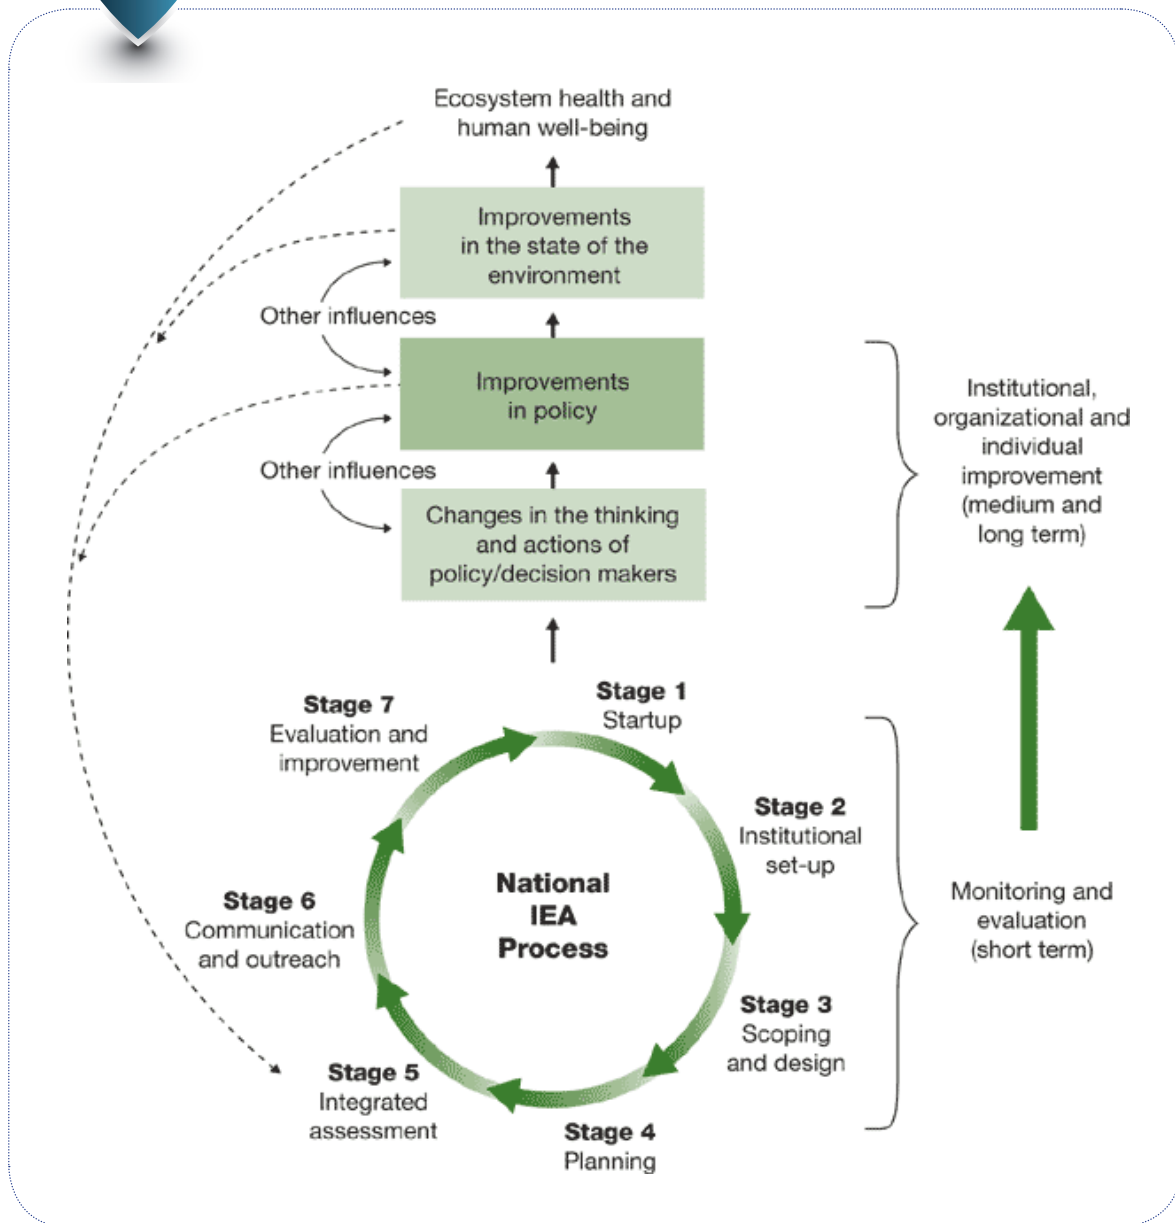 Ecosystem health and
human well-being
Improvements
in the state of the
environment
Other influences
Improvements
in policy
Other influences
Changes in the thinking
and actions of
policy/decision makers
Institutional,
organizational and
individual
improvement
(medium and
long term)
Stage 1
Startup
Stage 2
Institutional
set-up
Stage 3
Scoping
and design
Stage 4
Planning
Stage 5
Integrated
assessment
Stage 6
Communication
and outreach
Stage 7
Evaluation and
improvement
National
IEA
Process
Monitoring and
evaluation
(short term)